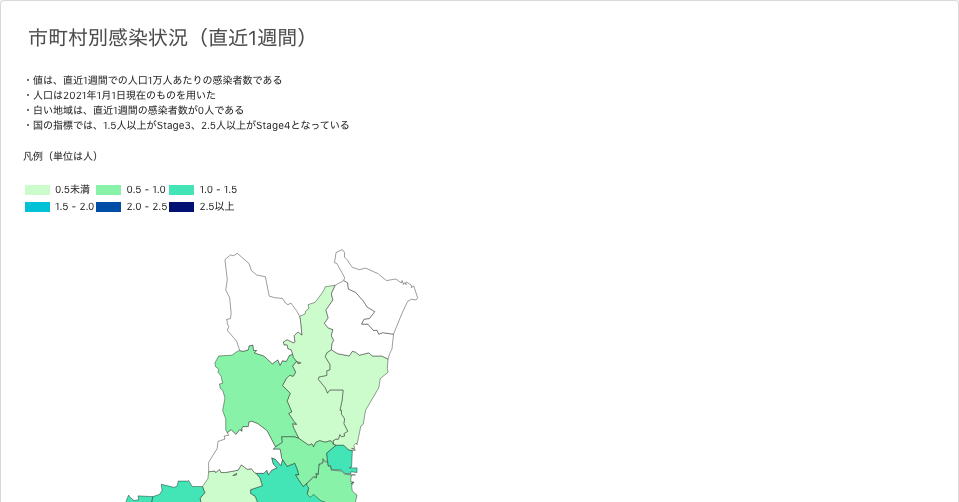 市町村別感染状況（直近1週間）
・値は、直近1週間での人口1万人あたりの感染者数である
・人口は2021年1月1日現在のものを用いた
・白い地域は、直近1週間の感染者数が0人である
・国の指標では、1.5人以上がStage3、2.5人以上がStage4となっている
凡例（単位は人）
0.5未満 0.5 - 1.0 1.0 - 1.5
1.5 - 2.0 2.0 - 2.5 2.5以上